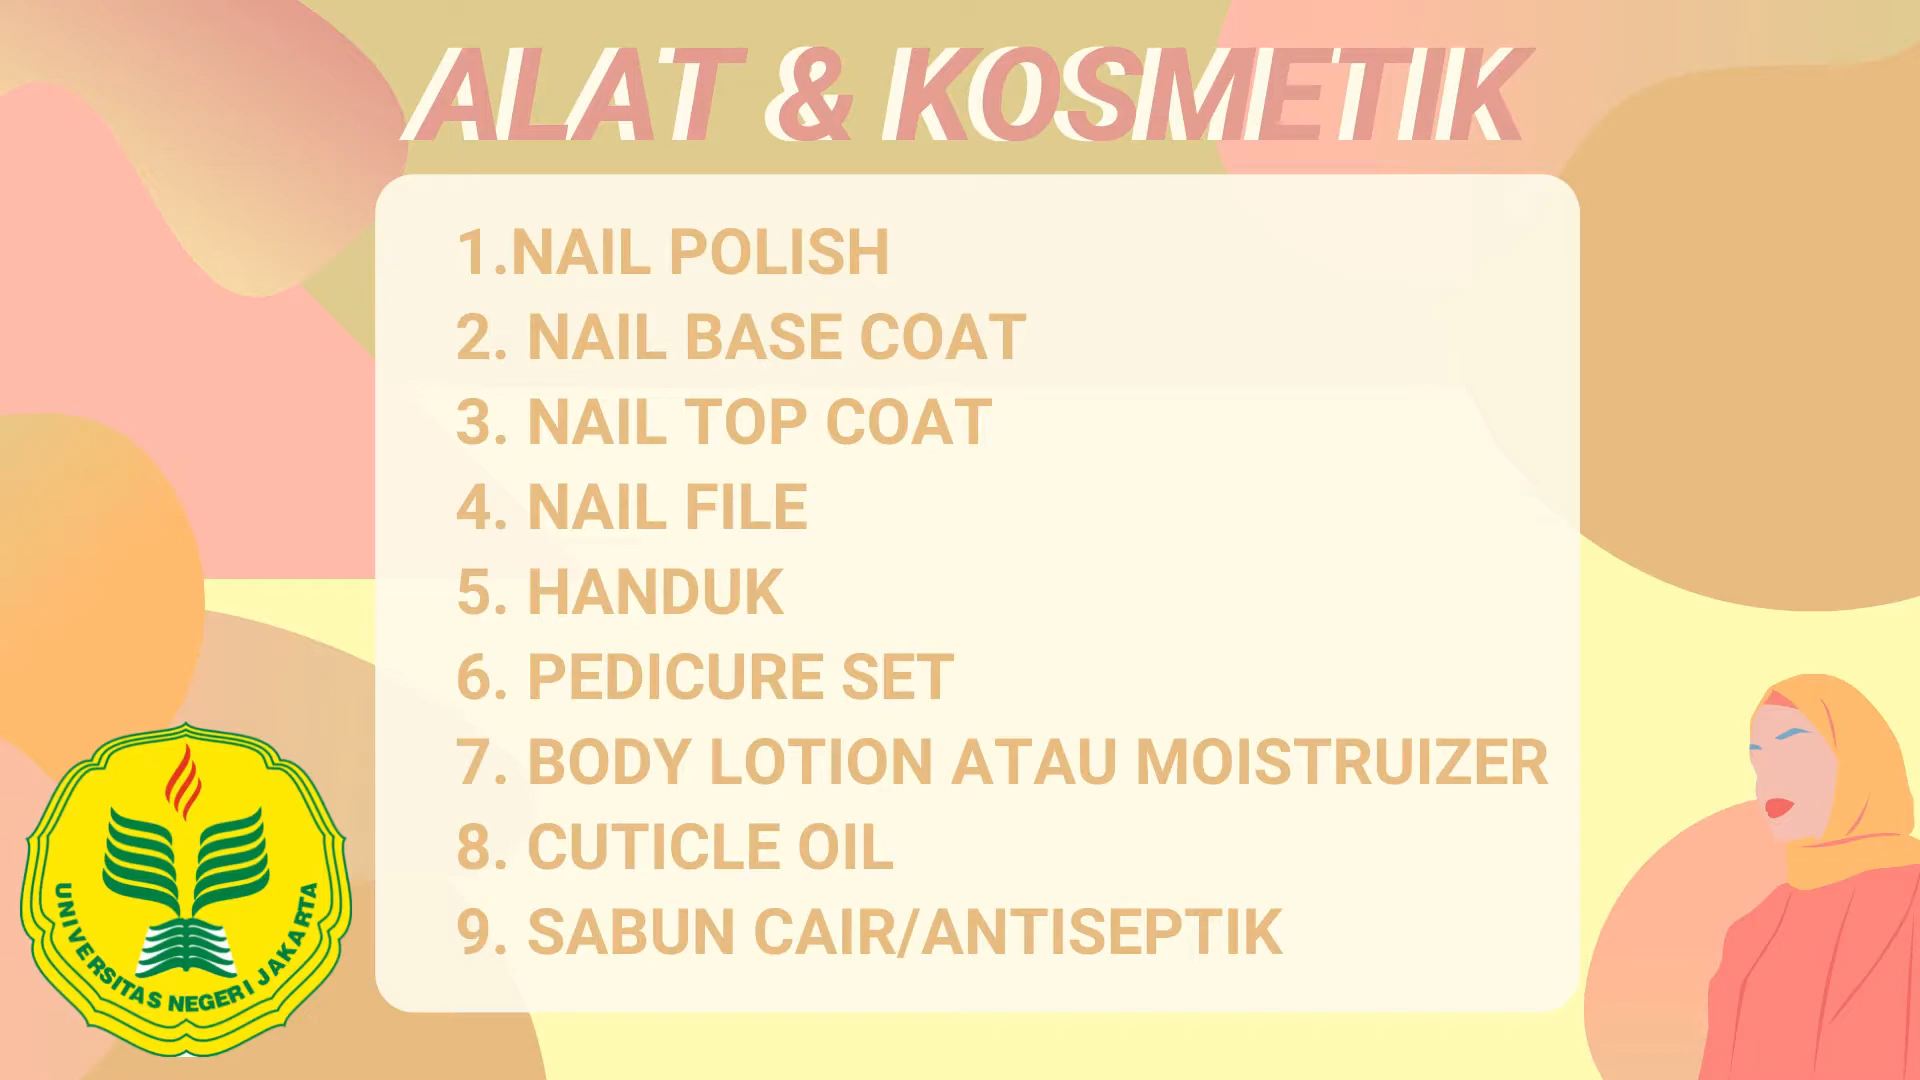 ALAT & KOSMETIK
1.NAIL POLISH
2. NAIL BASE COAT
3. NAIL TOP COAT
4. NAIL FILE
5. HANDUK
6. PEDICURE SET
7. BODY LOTION ATAU MOISTRUIZER
8. CUTICLE OIL
9. SABUN CAIR/ANTISEPTIK
UNIVERSITAS NEGERI JAKARTA